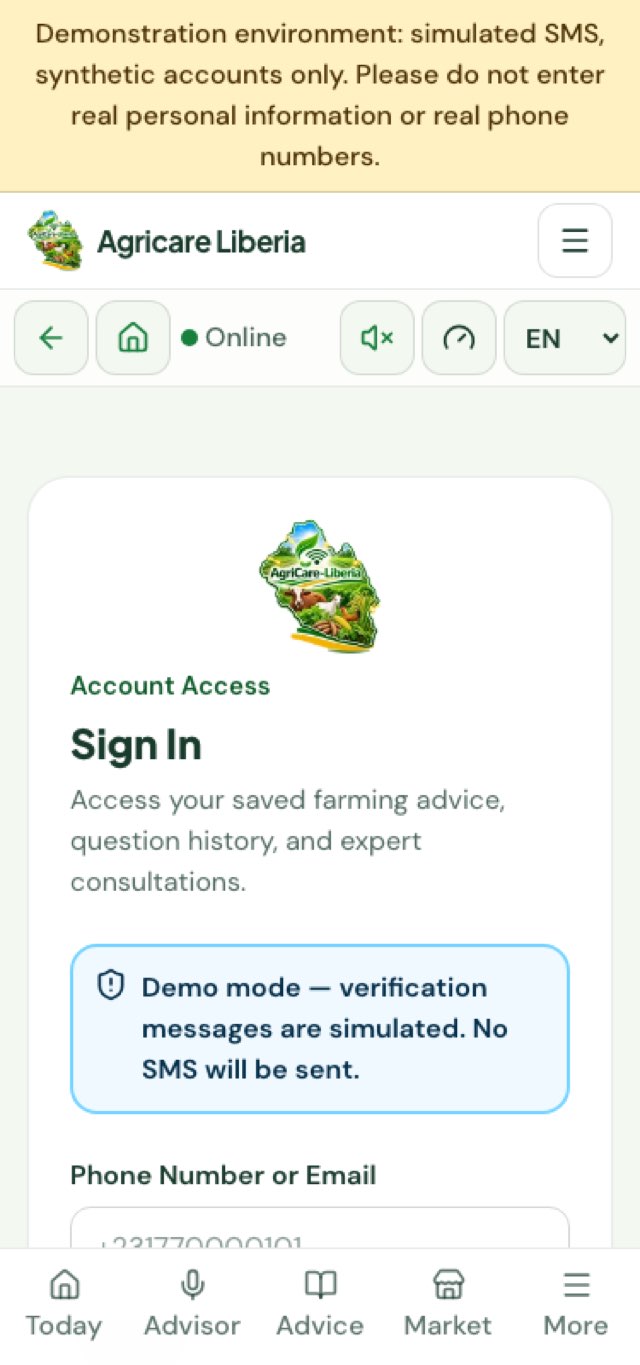 Demonstration environment: simulated SMS,
synthetic accounts only. Please do not enter
real personal information or real phone
numbers.
Agricare Liberia
Online
EN
AgriCare-Liberia
Account Access
Sign In
Access your saved farming advice,
question history, and expert
consultations.
Demo mode — verification
messages are simulated. No
SMS will be sent.
Phone Number or Email
+231770000101
Today
Advisor
Advice
Market
More